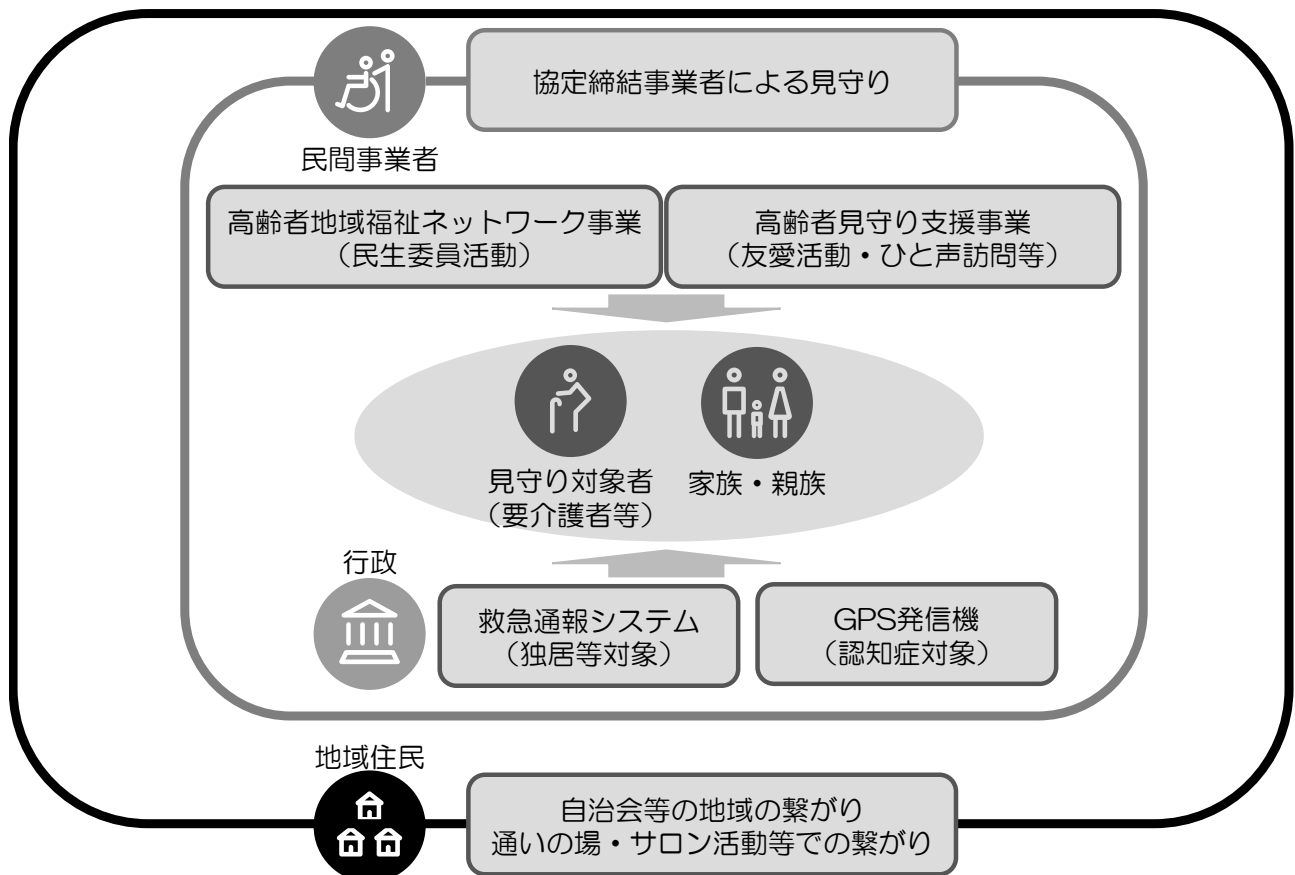 協定締結事業者による見守り
民間事業者
高齢者地域福祉ネットワーク事業
（民生委員活動）
高齢者見守り支援事業
（友愛活動・ひと声訪問等）
見守り対象者
（要介護者等）
家族・親族
行政
救急通報システム
（独居等対象）
GPS発信機
（認知症対象）
地域住民
自治会等の地域の繋がり
通いの場・サロン活動等での繋がり